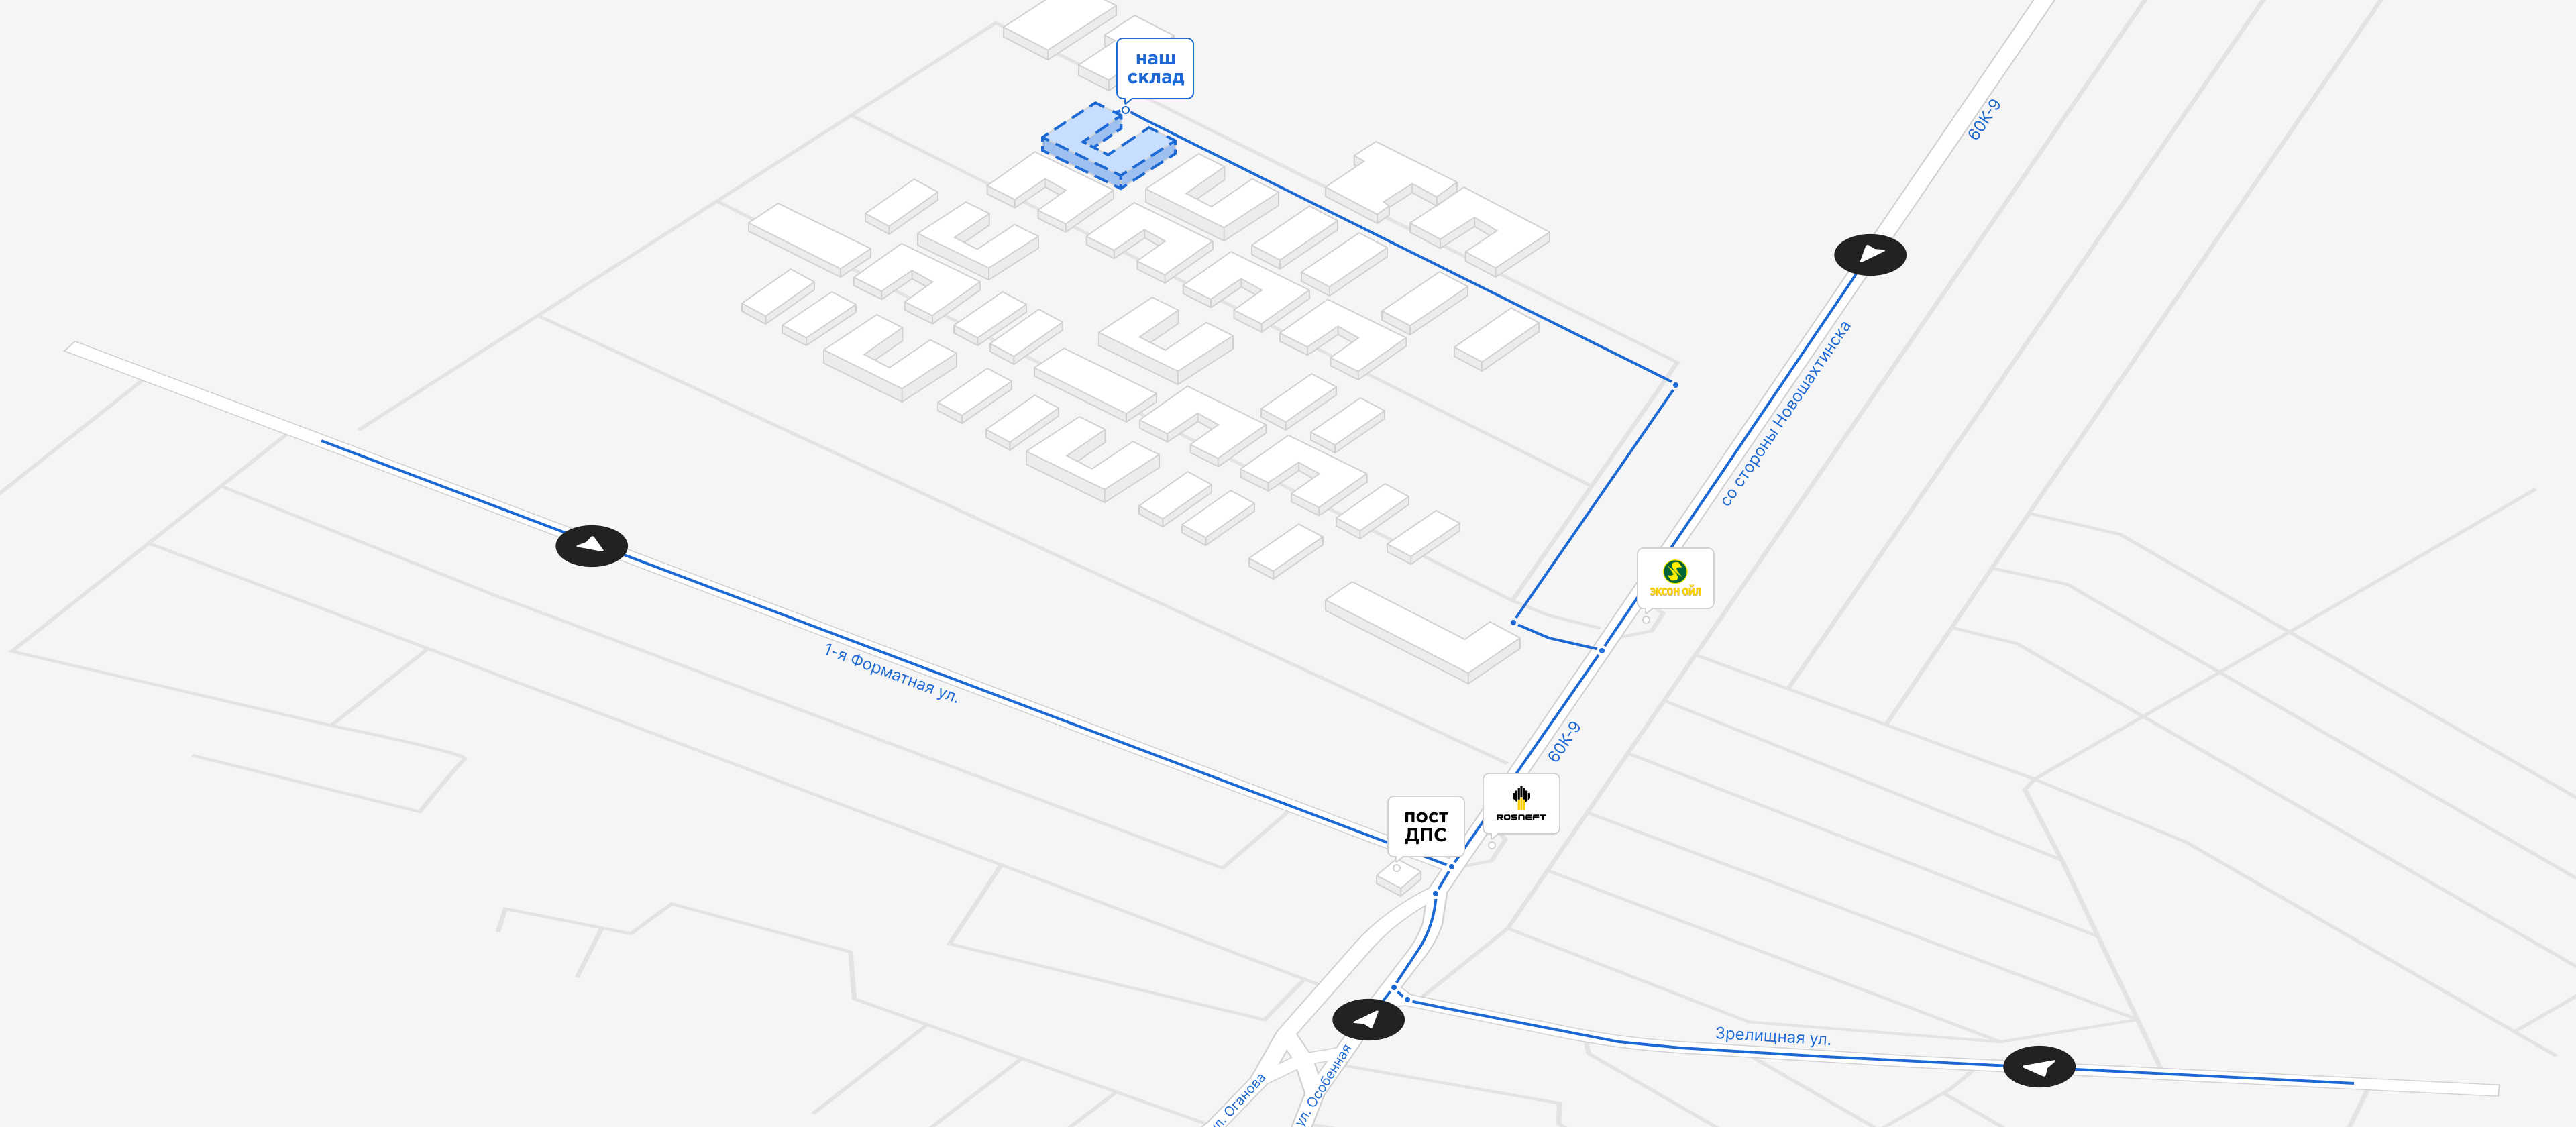 наш
склад
60К-9
со стороны Новошахтинска
ЭКСОН ОЙЛ
1-я Форматная ул.
60К-9
ROSNEFT
пост
ДПС
Зрелищная ул.
ул. Оганова
ул. Особенная